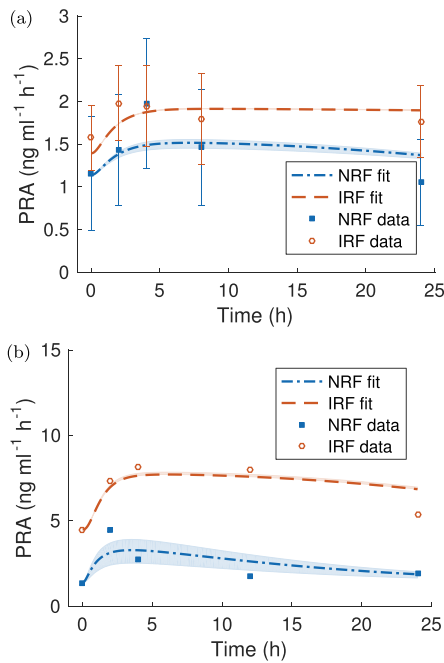 (a)
3
2.5
2
1.5
1
0.5
0
PRA (ng ml⁻¹ h⁻¹)
NRF fit
IRF fit
NRF data
IRF data
0 5 10 15 20 25
Time (h)
(b)
15
10
5
0
PRA (ng ml⁻¹ h⁻¹)
NRF fit
IRF fit
NRF data
IRF data
0 5 10 15 20 25
Time (h)